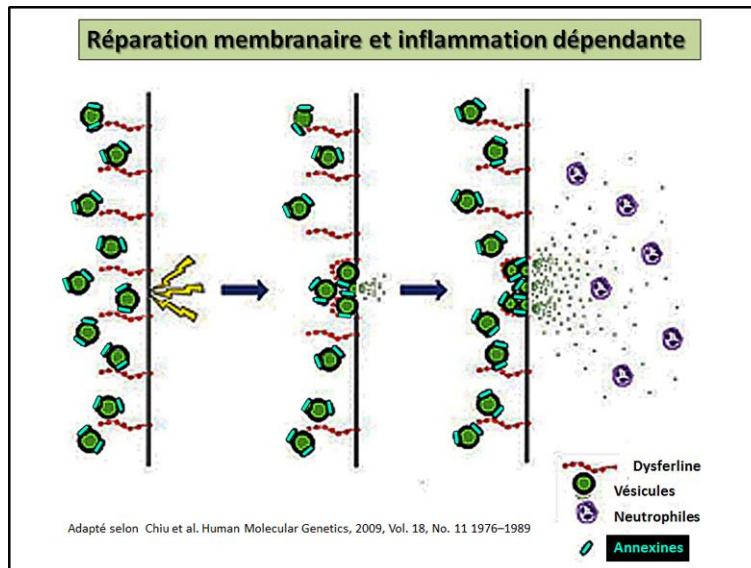 Réparation membranaire et inflammation dépendante
Dysferline
Vésicules
Neutrophiles
Annexines
Adapté selon Chiu et al. Human Molecular Genetics, 2009, Vol. 18, No. 11 1976–1989